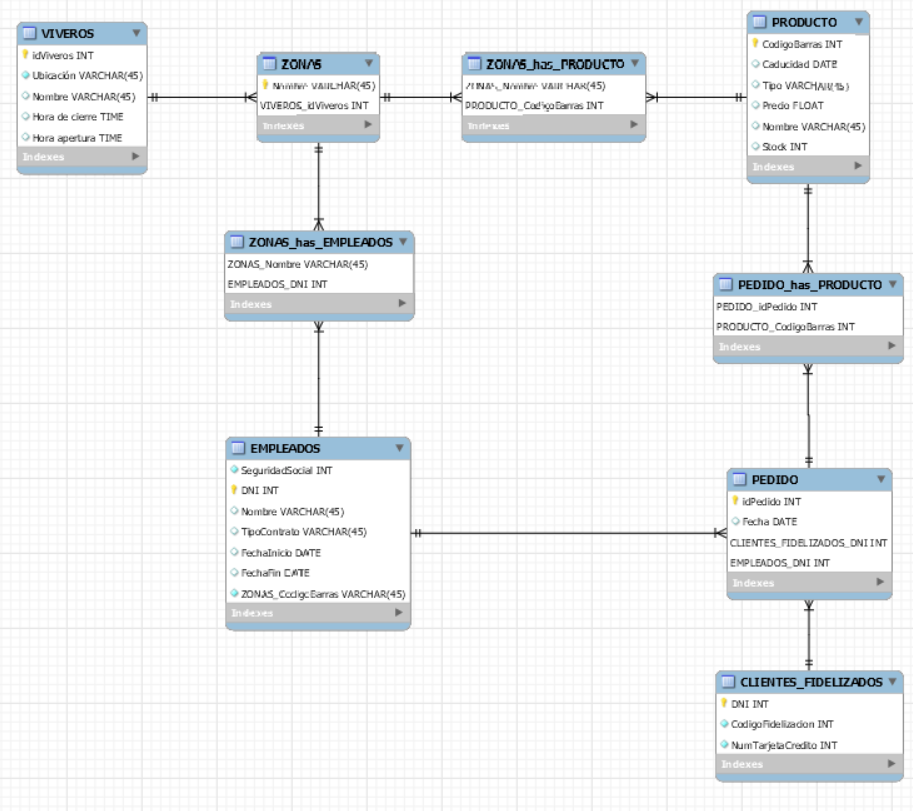 VIVEROS
idViveros INT
Ubicación VARCHAR(45)
Nombre VARCHAR(45)
Hora de cierre TIME
Hora apertura TIME
Indexes
ZONAS
Nombre VARCHAR(45)
VIVEROS_idViveros INT
Indexes
ZONAS_has_PRODUCTO
ZONAS_Nombre VARCHAR(45)
PRODUCTO_CodigoBarras INT
Indexes
PRODUCTO
CodigoBarras INT
Caducidad DATE
Tipo VARCHAR(45)
Precio FLOAT
Nombre VARCHAR(45)
Stock INT
Indexes
ZONAS_has_EMPLEADOS
ZONAS_Nombre VARCHAR(45)
EMPLEADOS_DNI INT
Indexes
PEDIDO_has_PRODUCTO
PEDIDO_idPedido INT
PRODUCTO_CodigoBarras INT
Indexes
EMPLEADOS
SeguridadSocial INT
DNI INT
Nombre VARCHAR(45)
TipoContrato VARCHAR(45)
FechaInicio DATE
FechaFin DATE
ZONAS_CodigoBarras VARCHAR(45)
Indexes
PEDIDO
idPedido INT
Fecha DATE
CLIENTES_FIDELIZADOS_DNI INT
EMPLEADOS_DNI INT
Indexes
CLIENTES_FIDELIZADOS
DNI INT
CodigoFidelizacion INT
NumTarjetaCredito INT
Indexes